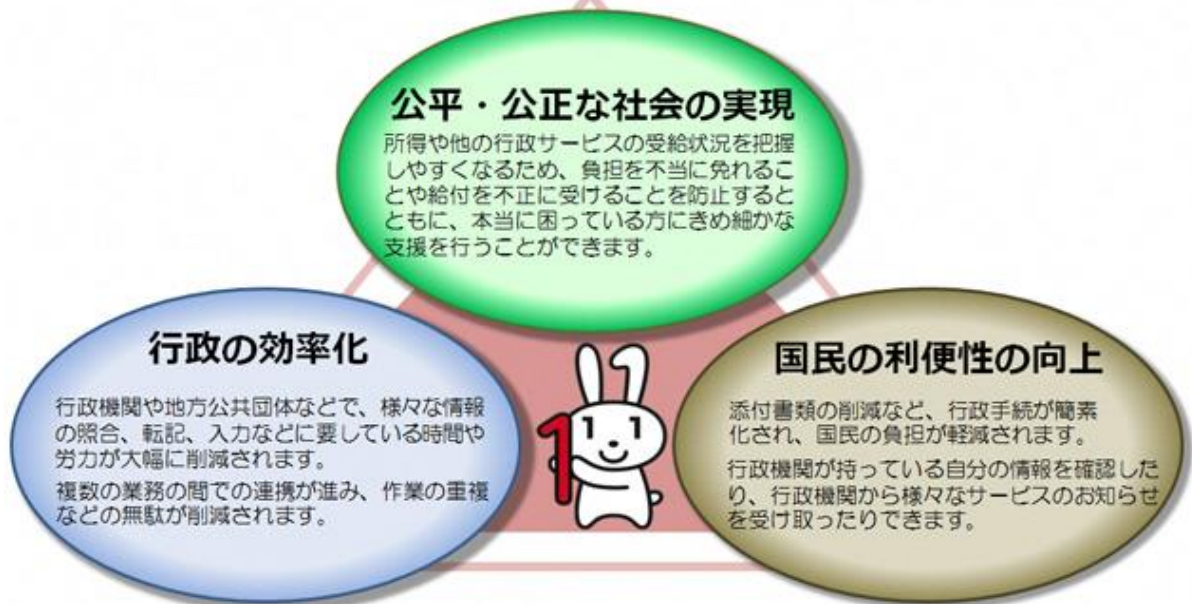 公平・公正な社会の実現
所得や他の行政サービスの受給状況を把握
しやすくなるため、負担を不当に免れるこ
とや給付を不正に受けることを防止すると
ともに、本当に困っている方にきめ細かな
支援を行うことができます。
行政の効率化
行政機関や地方公共団体などで、様々な情報
の照合、転記、入力などに要している時間や
労力が大幅に削減されます。
複数の業務の間での連携が進み、作業の重複
などの無駄が削減されます。
1
国民の利便性の向上
添付書類の削減など、行政手続が簡素
化され、国民の負担が軽減されます。
行政機関が持っている自分の情報を確認した
り、行政機関から様々なサービスのお知らせ
を受け取ったりできます。